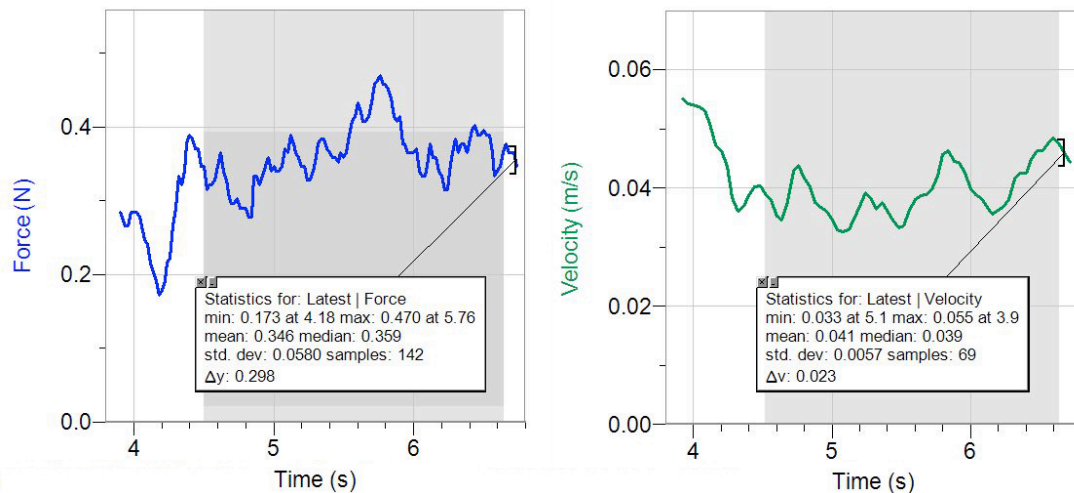 Force (N)
0.4
0.2
0.0
4
5
6
Time (s)
Statistics for: Latest | Force
min: 0.173 at 4.18 max: 0.470 at 5.76
mean: 0.346 median: 0.359
std. dev: 0.0580 samples: 142
Δy: 0.298
Velocity (m/s)
0.06
0.04
0.02
0.00
4
5
6
Time (s)
Statistics for: Latest | Velocity
min: 0.033 at 5.1 max: 0.055 at 3.9
mean: 0.041 median: 0.039
std. dev: 0.0057 samples: 69
Δv: 0.023